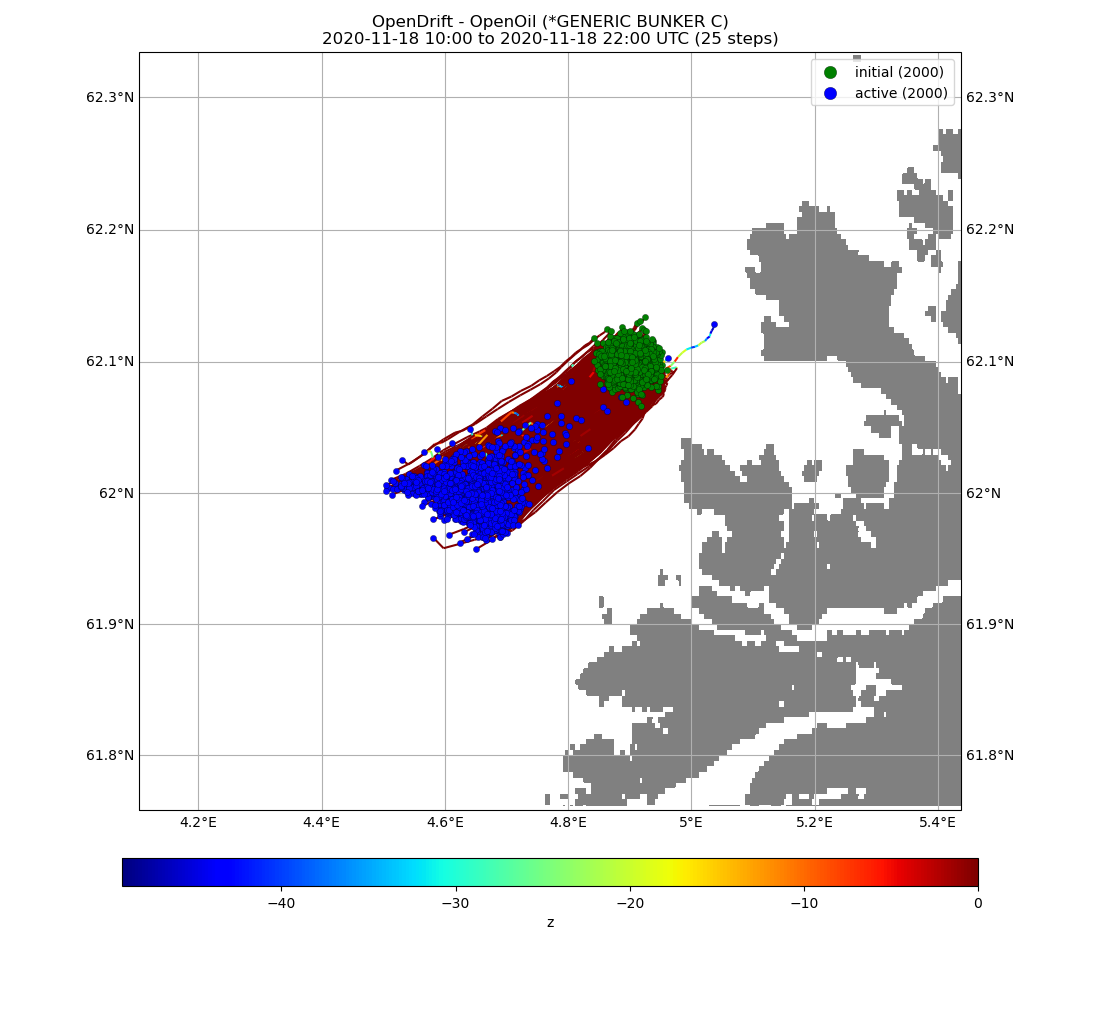 OpenDrift - OpenOil (*GENERIC BUNKER C)
2020-11-18 10:00 to 2020-11-18 22:00 UTC (25 steps)
initial (2000)
active (2000)
62.3°N 62.3°N
62.2°N 62.2°N
62.1°N 62.1°N
62°N 62°N
61.9°N 61.9°N
61.8°N 61.8°N
4.2°E 4.4°E 4.6°E 4.8°E 5°E 5.2°E 5.4°E
−40 −30 −20 −10 0
z